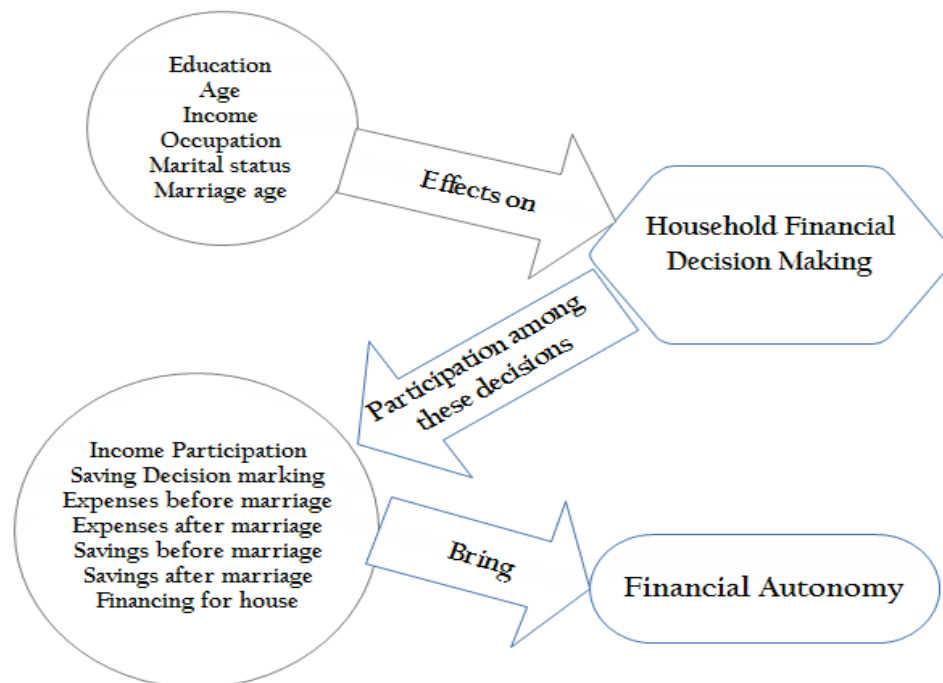 Education
Age
Income
Occupation
Marital status
Marriage age
Effects on
Household Financial
Decision Making
Participation among
these decisions
Income Participation
Saving Decision marking
Expenses before marriage
Expenses after marriage
Savings before marriage
Savings after marriage
Financing for house
Bring
Financial Autonomy